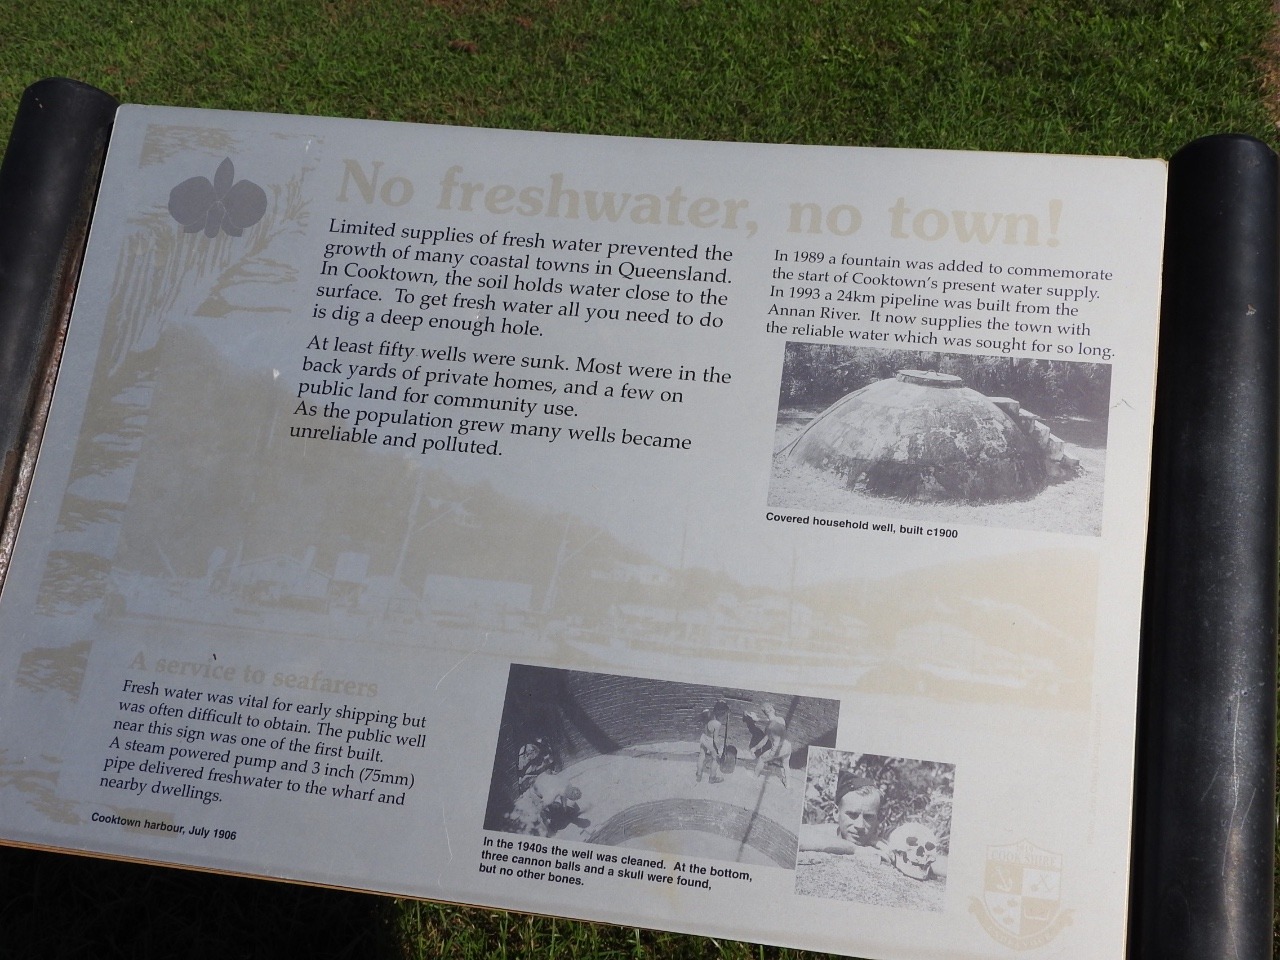 No freshwater, no town!
Limited supplies of fresh water prevented the
growth of many coastal towns in Queensland.
In Cooktown, the soil holds water close to the
surface. To get fresh water all you need to do
is dig a deep enough hole.
At least fifty wells were sunk. Most were in the
back yards of private homes, and a few on
public land for community use.
As the population grew many wells became
unreliable and polluted.
In 1989 a fountain was added to commemorate
the start of Cooktown's present water supply.
In 1993 a 24km pipeline was built from the
Annan River. It now supplies the town with
the reliable water which was sought for so long.
Covered household well, built c1900
A service to seafarers
Fresh water was vital for early shipping but
was often difficult to obtain. The public well
near this sign was one of the first built.
A steam powered pump and 3 inch (75mm)
pipe delivered freshwater to the wharf and
nearby dwellings.
Cooktown harbour, July 1906
In the 1940s the well was cleaned. At the bottom,
three cannon balls and a skull were found,
but no other bones.
COOK SHIRE